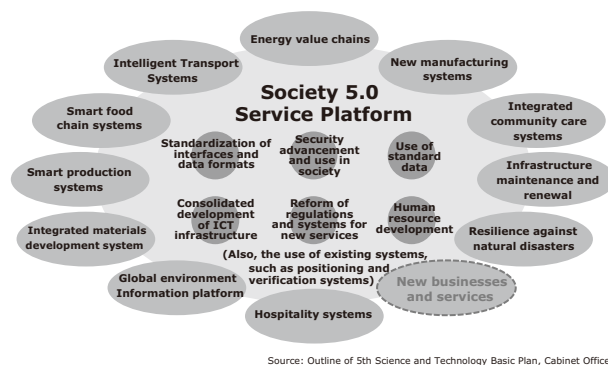 Energy value chains
Intelligent Transport
Systems
New manufacturing
systems
Society 5.0
Service Platform
Smart food
chain systems
Integrated
community care
systems
Standardization of
interfaces and
data formats
Security
advancement
and use in
society
Use of
standard
data
Smart production
systems
Infrastructure
maintenance and
renewal
Consolidated
development
of ICT
infrastructure
Reform of
regulations
and systems for
new services
Human
resource
development
Integrated materials
development system
Resilience against
natural disasters
(Also, the use of existing systems,
such as positioning and
verification systems)
Global environment
Information platform
New businesses
and services
Hospitality systems
Source: Outline of 5th Science and Technology Basic Plan, Cabinet Office